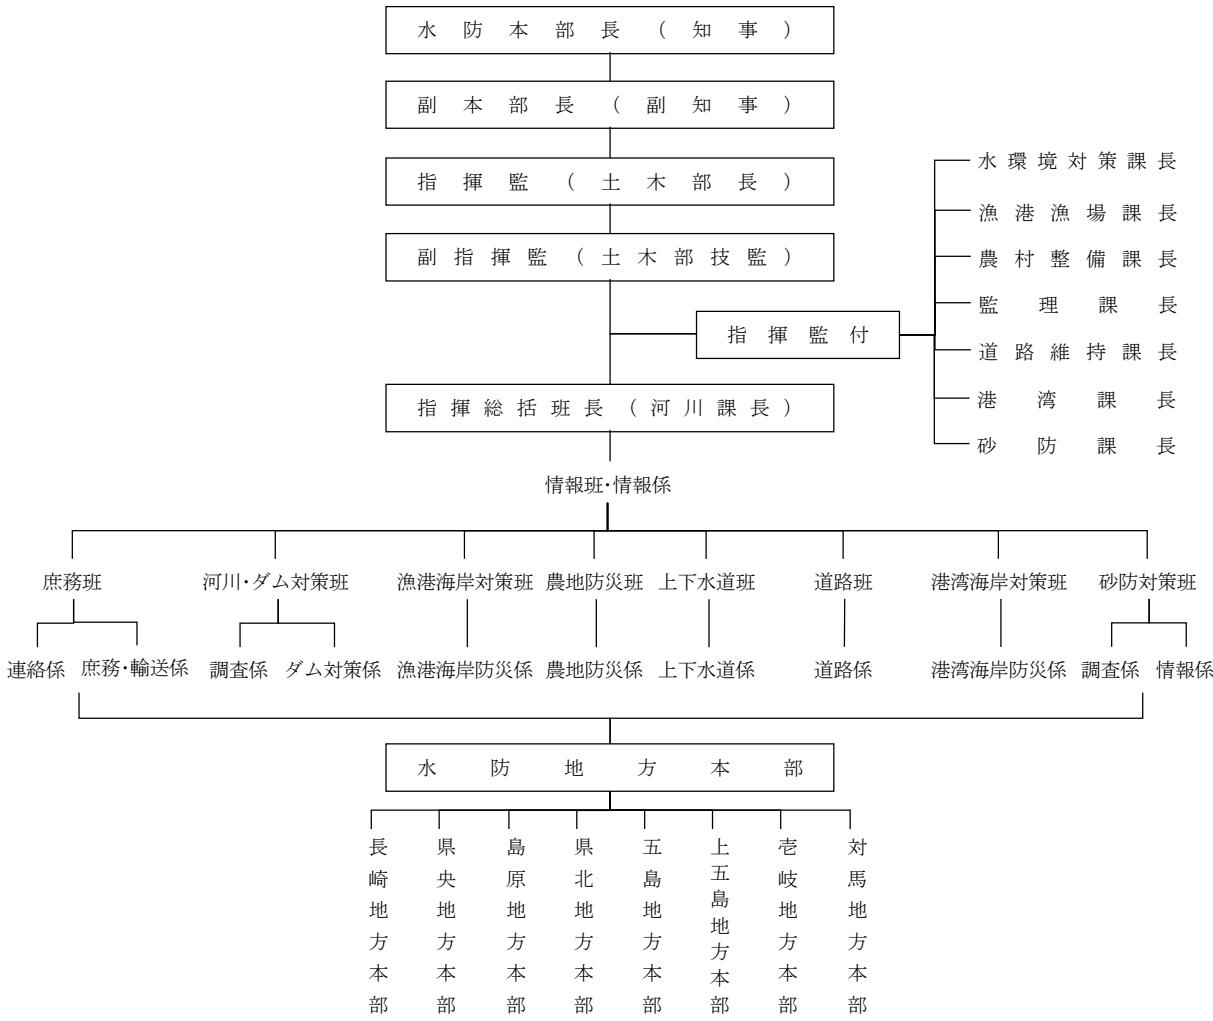 水防本部長(知事)
副本部長(副知事)
指揮監(土木部長)
副指揮監(土木部技監)
指揮監付
水環境対策課長
漁港漁場課長
農村整備課長
監理課長
道路維持課長
港湾課長
砂防課長
指揮総括班長(河川課長)
情報班・情報係
庶務班 河川・ダム対策班 漁港海岸対策班 農地防災班 上下水道班 道路班 港湾海岸対策班 砂防対策班
連絡係 庶務・輸送係 調査係 ダム対策係 漁港海岸防災係 農地防災係 上下水道係 道路係 港湾海岸防災係 調査係 情報係
水防地方本部
長崎地方本部
県央地方本部
島原地方本部
県北地方本部
五島地方本部
上五島地方本部
壱岐地方本部
対馬地方本部